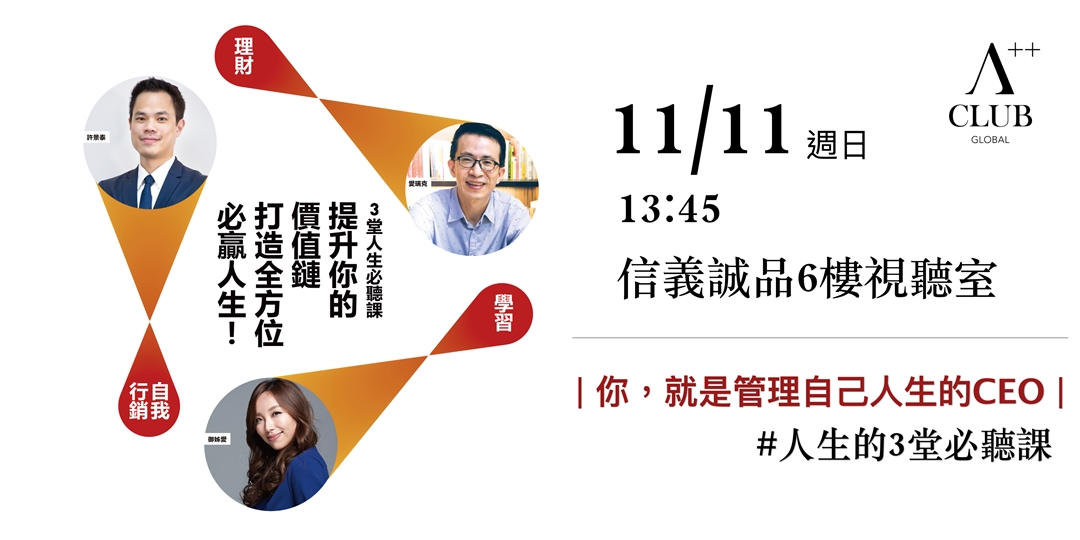 理財
許景泰
愛瑞克
3堂人生必聽課
提升你的
價值鏈
打造全方位
必贏人生！
學習
自我
行銷
御姊愛
11/11 週日
13:45
信義誠品6樓視聽室
A++
CLUB
GLOBAL
|你，就是管理自己人生的CEO|
#人生的3堂必聽課